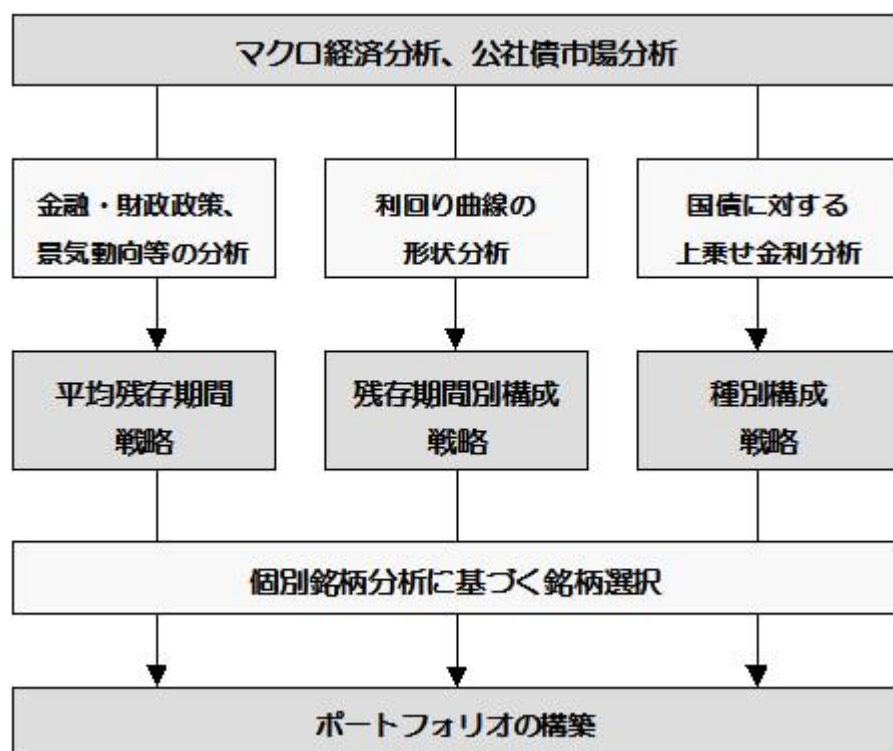 マクロ経済分析、公社債市場分析
金融・財政政策、
景気動向等の分析
利回り曲線の
形状分析
国債に対する
上乗せ金利分析
平均残存期間
戦略
残存期間別構成
戦略
種別構成
戦略
個別銘柄分析に基づく銘柄選択
ポートフォリオの構築